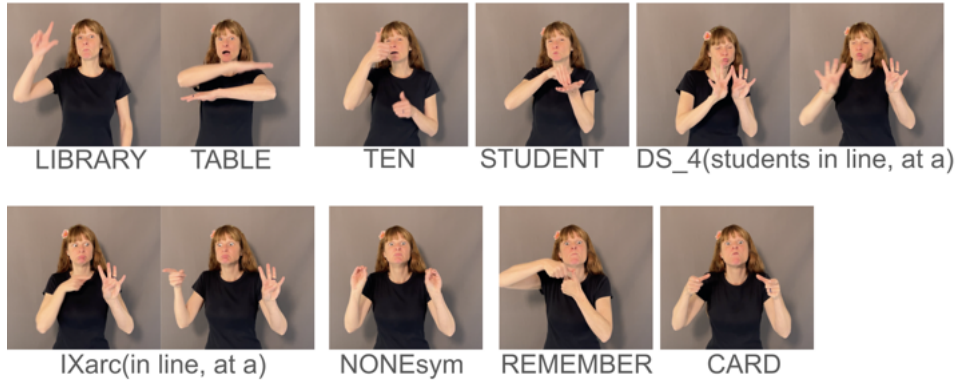 LIBRARY TABLE TEN STUDENT DS_4(students in line, at a)
IXarc(in line, at a) NONEsym REMEMBER CARD